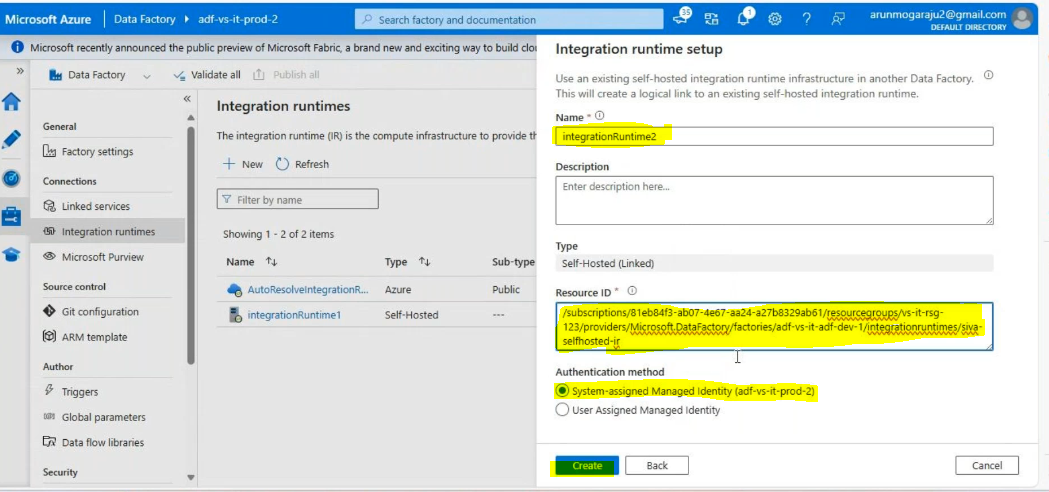 Microsoft Azure Data Factory ▸ adf-vs-it-prod-2 Search factory and documentation 35 1 ? arunmogaraju2@gmail.com
DEFAULT DIRECTORY
Microsoft recently announced the public preview of Microsoft Fabric, a brand new and exciting way to build clou
» Data Factory Validate all Publish all
«
General
Factory settings
Connections
Linked services
Integration runtimes
Microsoft Purview
Source control
Git configuration
ARM template
Author
Triggers
Global parameters
Data flow libraries
Security
Integration runtimes
The integration runtime (IR) is the compute infrastructure to provide th
+ New Refresh
Filter by name
Showing 1 - 2 of 2 items
Name ↑↓ Type ↑↓ Sub-type
AutoResolveIntegrationR... Azure Public
integrationRuntime1 Self-Hosted ---
Integration runtime setup
Use an existing self-hosted integration runtime infrastructure in another Data Factory.
This will create a logical link to an existing self-hosted integration runtime.
Name *
integrationRuntime2
Description
Enter description here...
Type
Self-Hosted (Linked)
Resource ID *
/subscriptions/81eb84f3-ab07-4e67-aa24-a27b8329ab61/resourcegroups/vs-it-rsg-
123/providers/Microsoft.DataFactory/factories/adf-vs-it-adf-dev-1/integrationruntimes/siva-
selfhosted-ir
Authentication method
System-assigned Managed Identity (adf-vs-it-prod-2)
User Assigned Managed Identity
Create Back Cancel